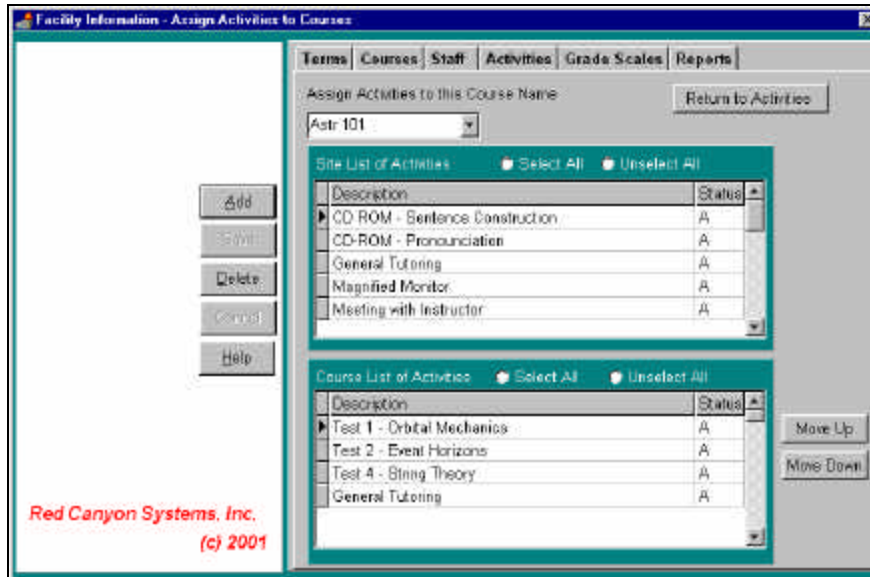 Facility Information - Assign Activities to Courses
Terms Courses Staff Activities Grade Scales Reports
Assign Activities to this Course Name
Return to Activities
Astr 101
Site List of Activities Select All Unselect All
Description Status
CD ROM - Sentence Construction A
CD-ROM - Pronounciation A
General Tutoring A
Magnified Monitor A
Meeting with Instructor A
Add
Save
Delete
Cancel
Help
Course List of Activities Select All Unselect All
Description Status
Test 1 - Orbital Mechanics A
Test 2 - Event Horizons A
Test 4 - String Theory A
General Tutoring A
Move Up
Move Down
Red Canyon Systems, Inc.
(c) 2001